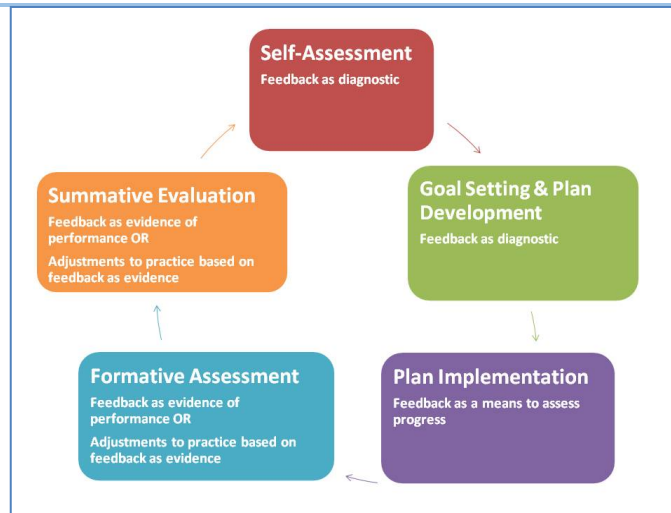 Self-Assessment
Feedback as diagnostic
Goal Setting & Plan
Development
Feedback as diagnostic
Plan Implementation
Feedback as a means to assess
progress
Formative Assessment
Feedback as evidence of
performance OR
Adjustments to practice based on
feedback as evidence
Summative Evaluation
Feedback as evidence of
performance OR
Adjustments to practice based on
feedback as evidence